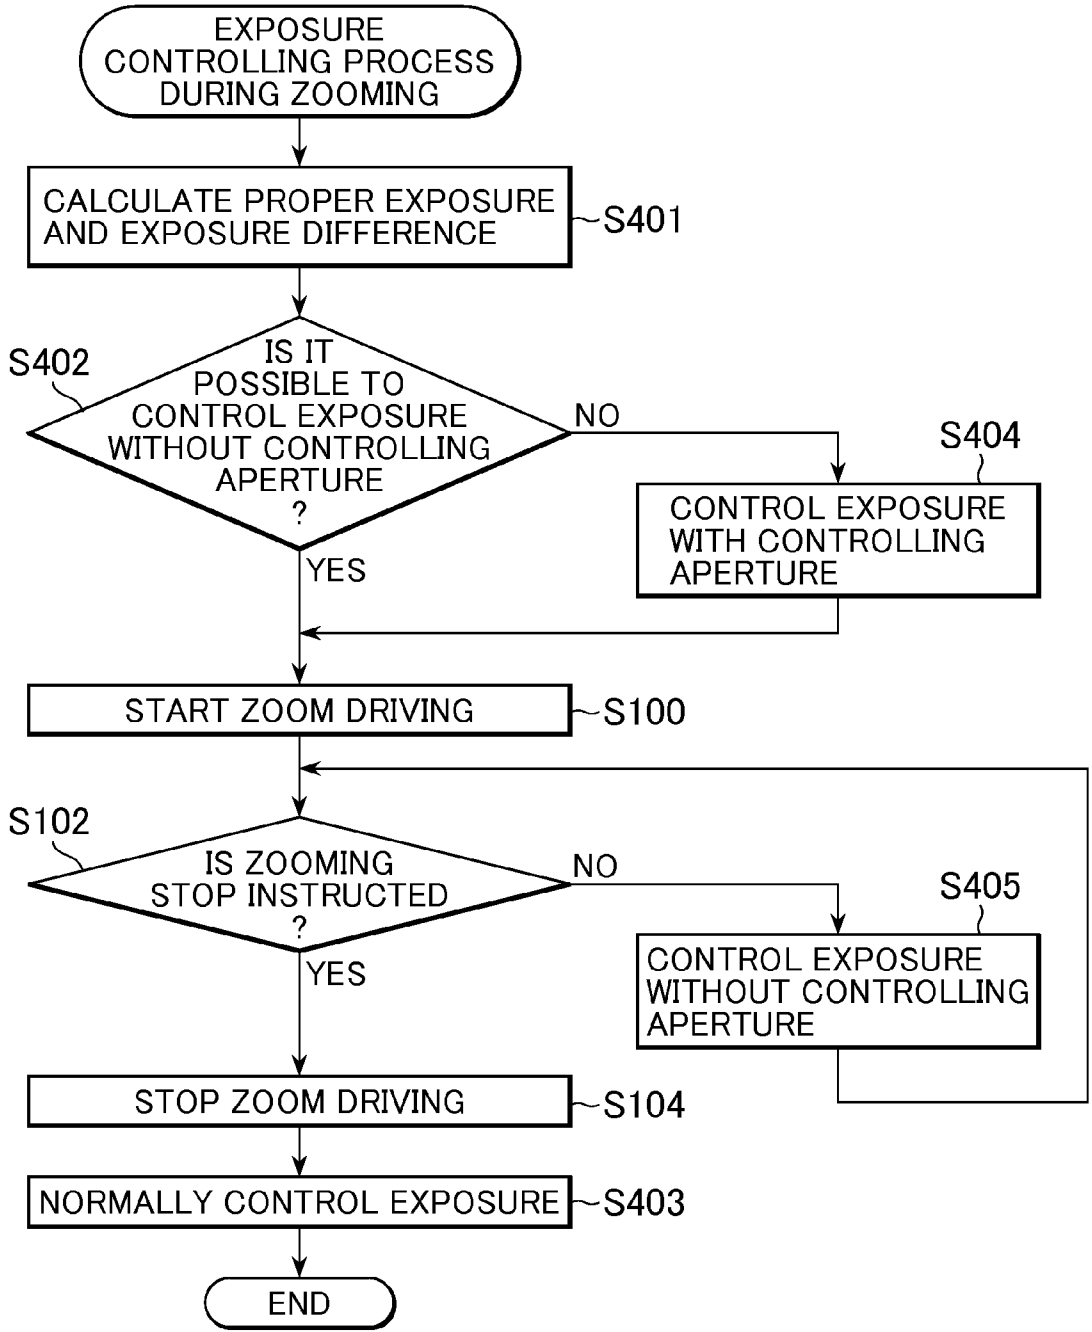 EXPOSURE
CONTROLLING PROCESS
DURING ZOOMING
CALCULATE PROPER EXPOSURE
AND EXPOSURE DIFFERENCE
S401
S402
IS IT
POSSIBLE TO
CONTROL EXPOSURE
WITHOUT CONTROLLING
APERTURE
?
NO
YES
S404
CONTROL EXPOSURE
WITH CONTROLLING
APERTURE
START ZOOM DRIVING
S100
S102
IS ZOOMING
STOP INSTRUCTED
?
NO
YES
S405
CONTROL EXPOSURE
WITHOUT CONTROLLING
APERTURE
STOP ZOOM DRIVING
S104
NORMALLY CONTROL EXPOSURE
S403
END